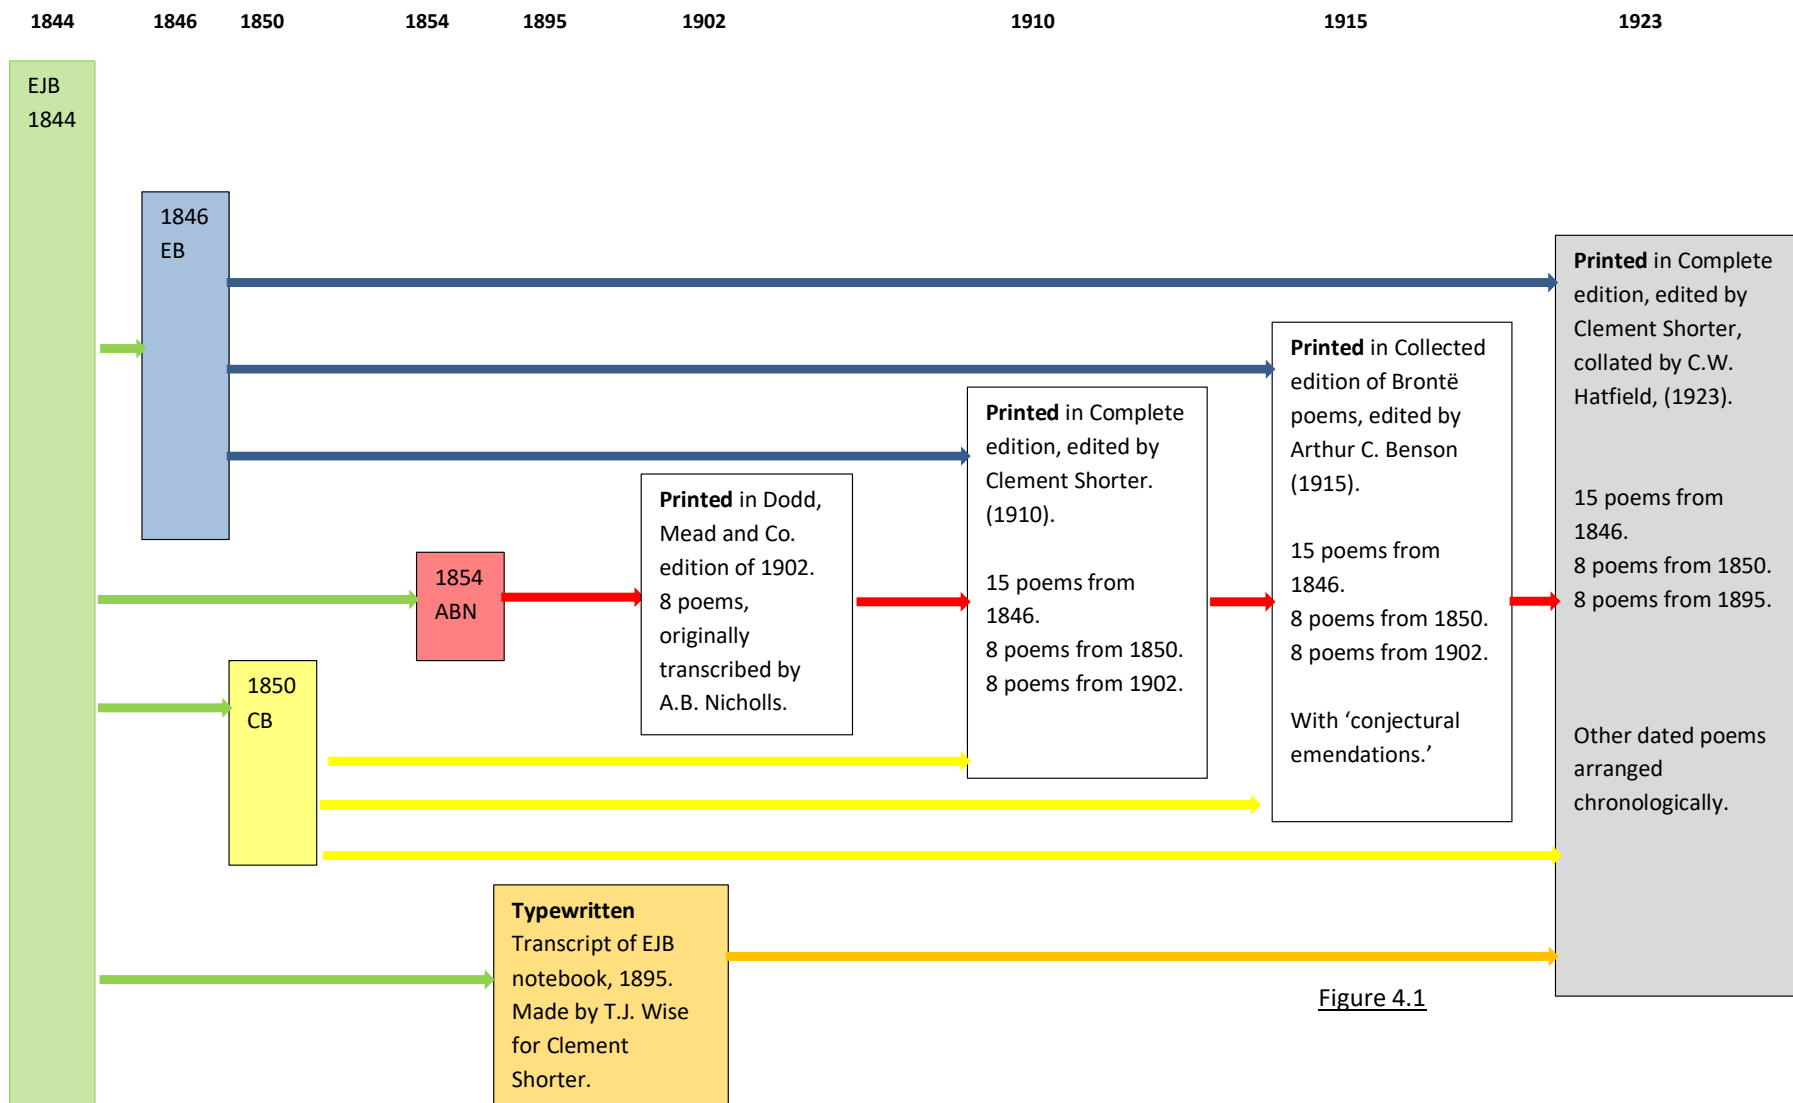 1844 1846 1850 1854 1895 1902 1910 1915 1923
EJB
1844
1846
EB
1854
ABN
1850
CB
Typewritten
Transcript of EJB
notebook, 1895.
Made by T.J. Wise
for Clement
Shorter.
Printed in Dodd,
Mead and Co.
edition of 1902.
8 poems,
originally
transcribed by
A.B. Nicholls.
Printed in Complete
edition, edited by
Clement Shorter.
(1910).
15 poems from
1846.
8 poems from 1850.
8 poems from 1902.
Printed in Collected
edition of Brontë
poems, edited by
Arthur C. Benson
(1915).
15 poems from
1846.
8 poems from 1850.
8 poems from 1902.
With ‘conjectural
emendations.’
Printed in Complete
edition, edited by
Clement Shorter,
collated by C.W.
Hatfield, (1923).
15 poems from
1846.
8 poems from 1850.
8 poems from 1895.
Other dated poems
arranged
chronologically.
Figure 4.1